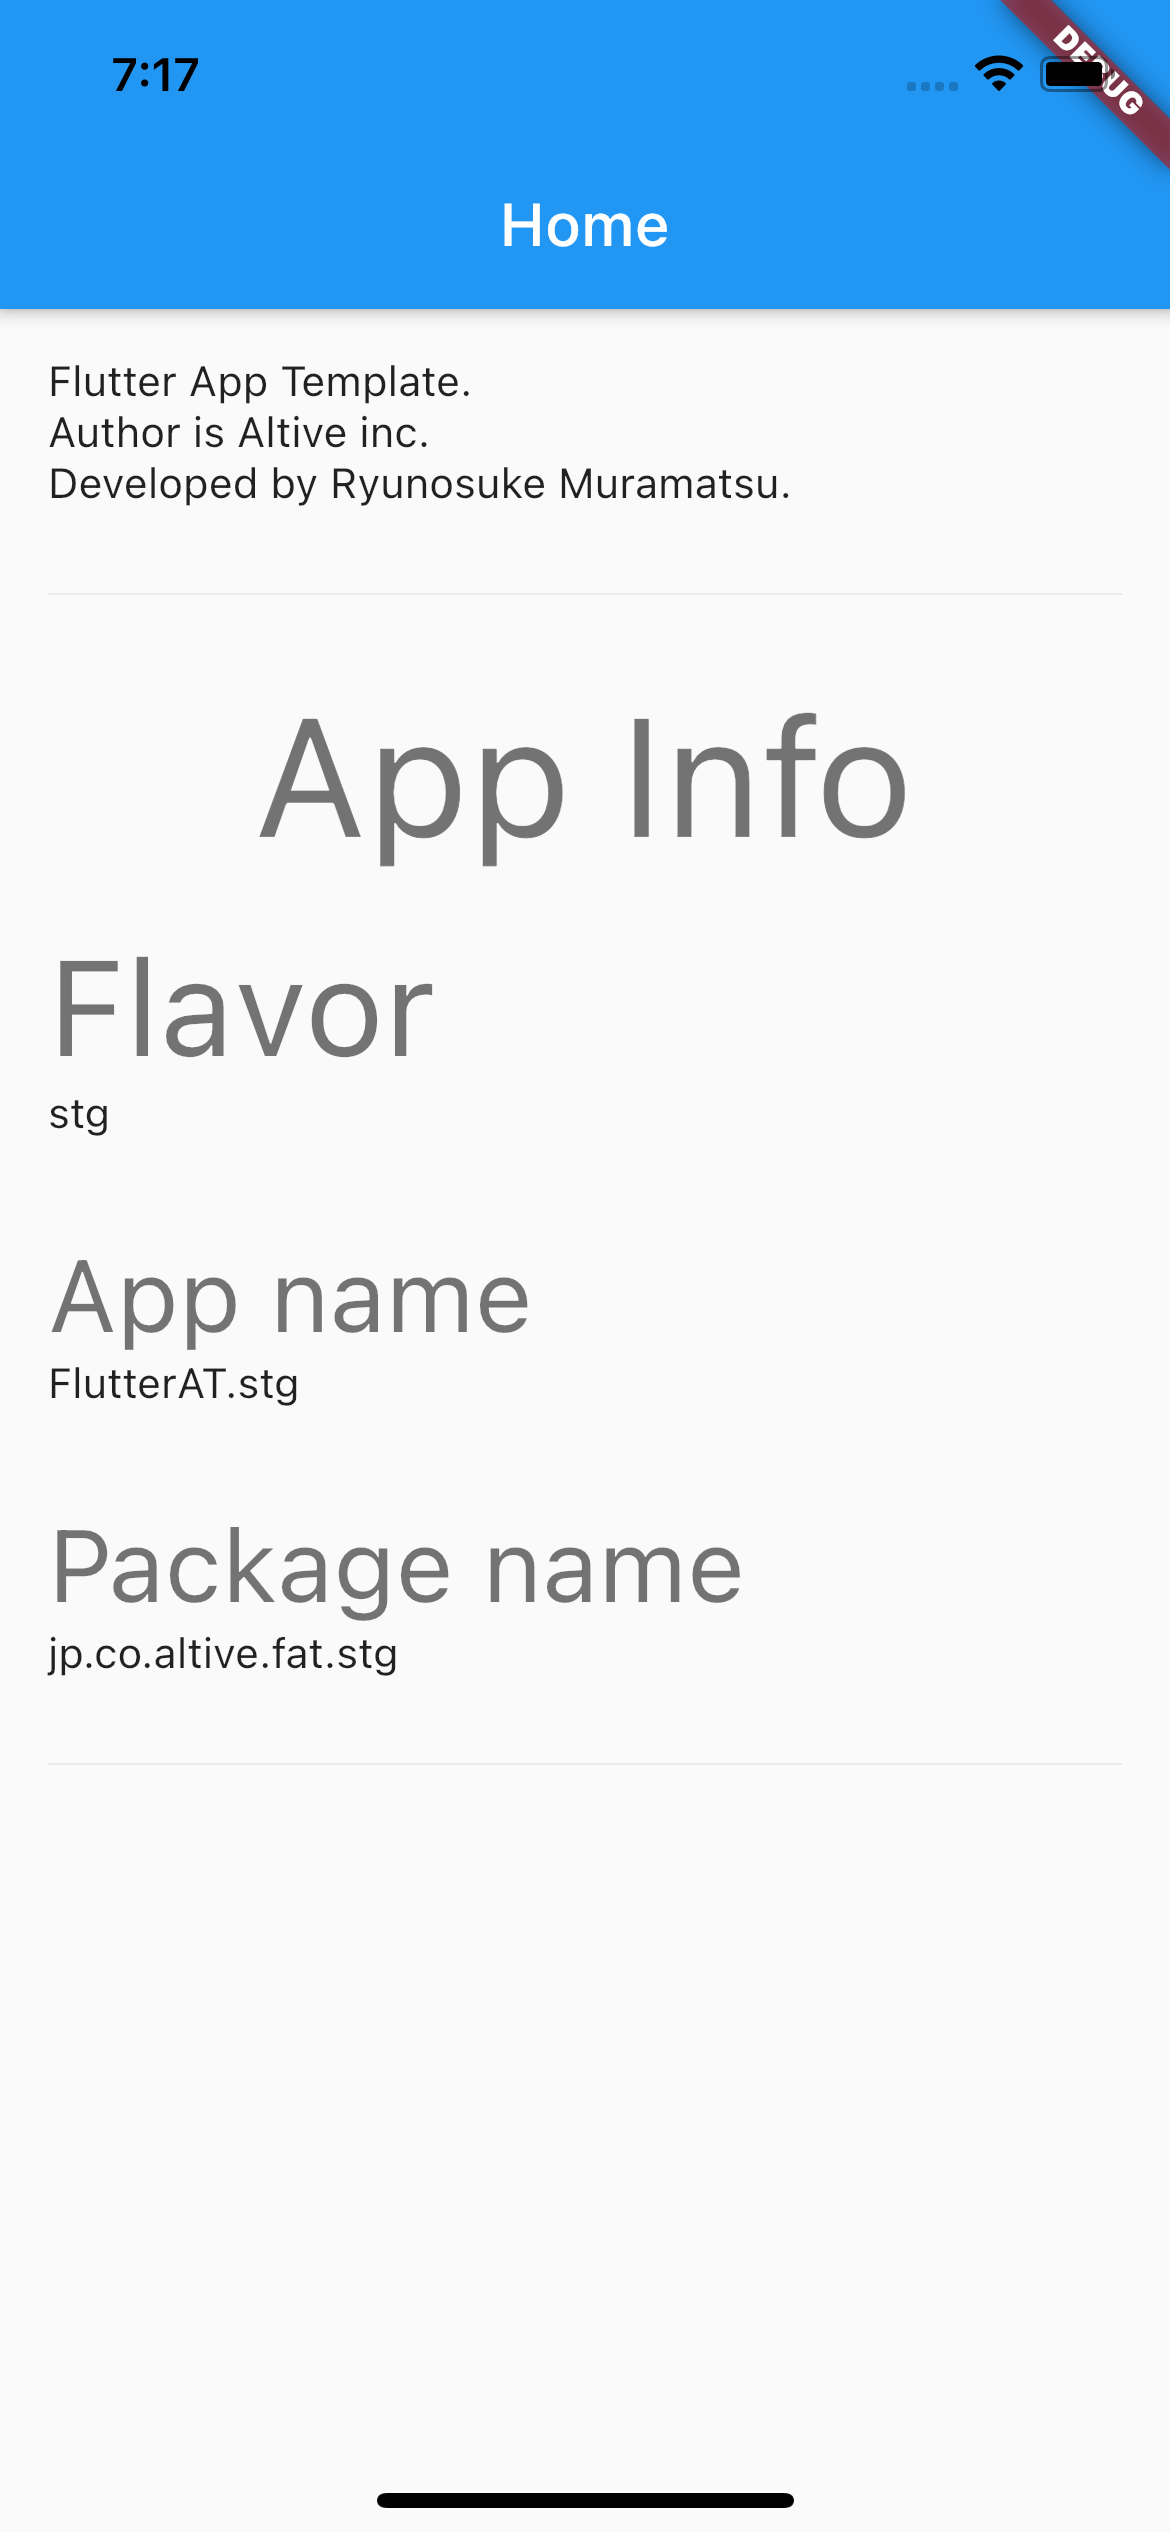 7:17
DEBUG
Home
Flutter App Template.
Author is Altive inc.
Developed by Ryunosuke Muramatsu.
App Info
Flavor
stg
App name
FlutterAT.stg
Package name
jp.co.altive.fat.stg